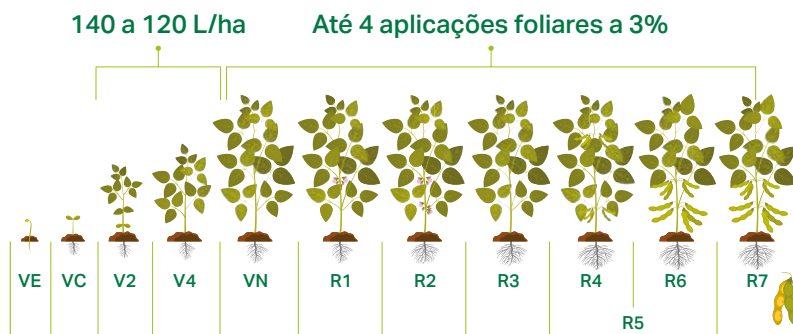 140 a 120 L/ha
Até 4 aplicações foliares a 3%
VE VC V2 V4 VN R1 R2 R3 R4 R6 R7
R5